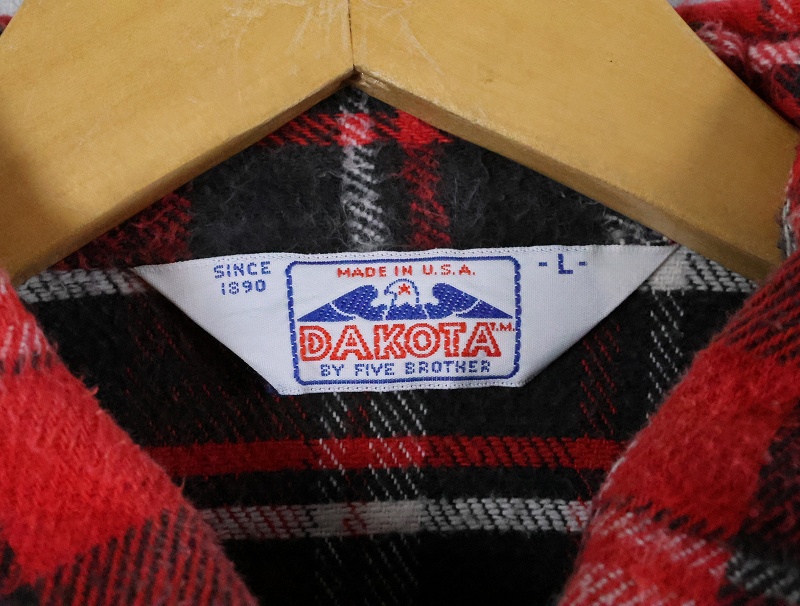 SINCE
1890
MADE IN U.S.A.
DAKOTA T.M.
BY FIVE BROTHER
-L-